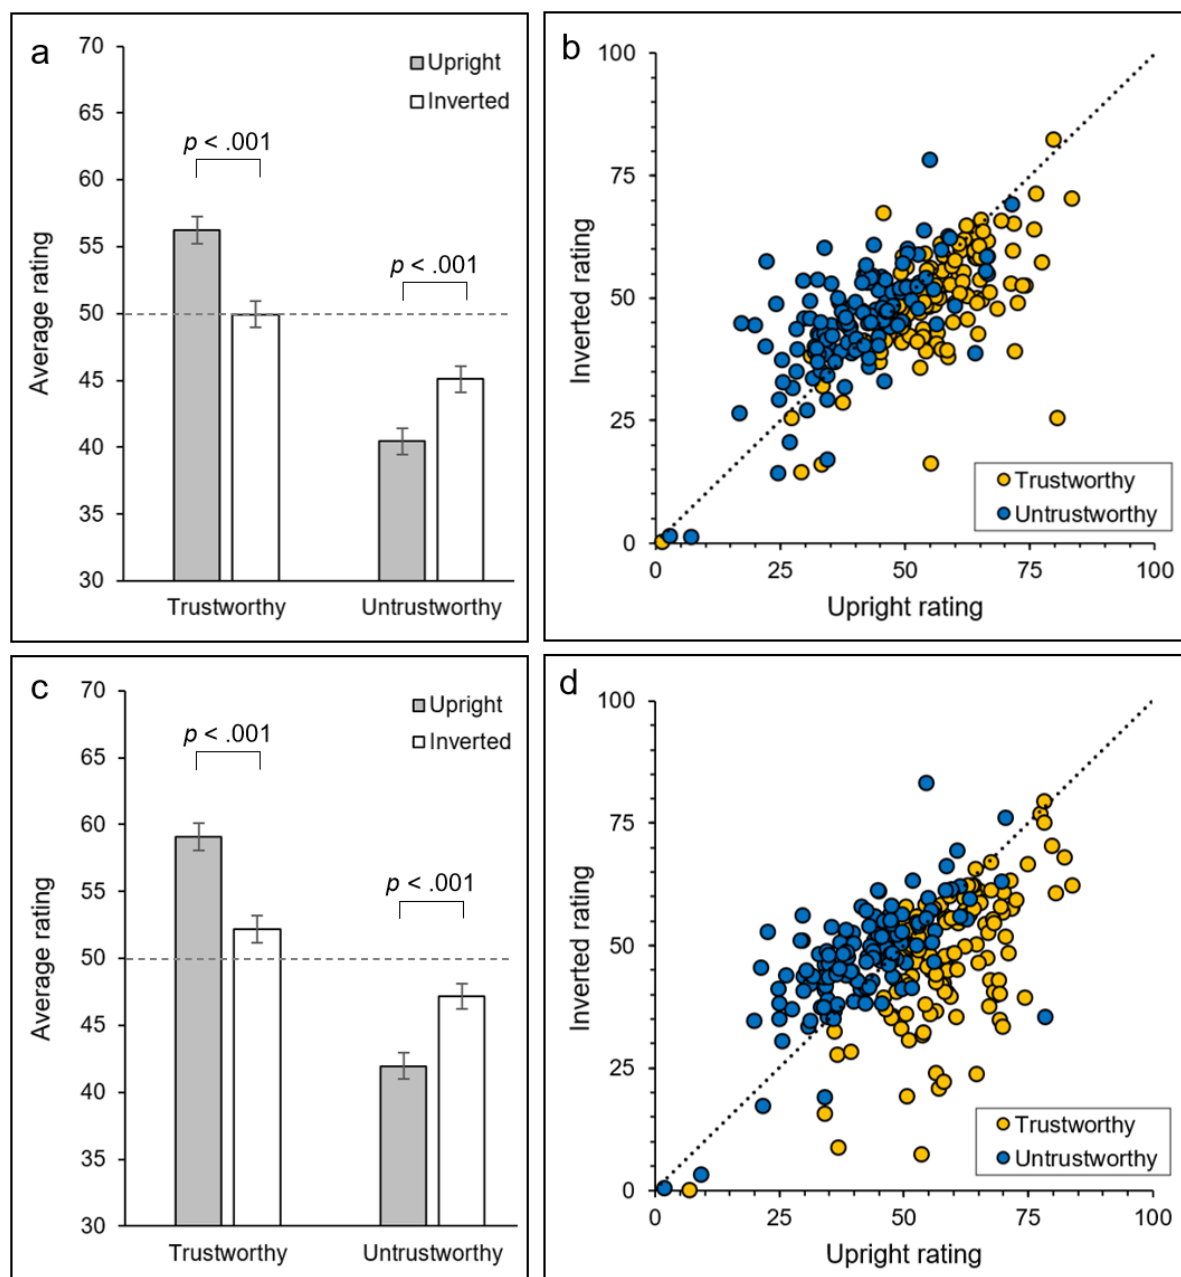 a
70
65
60
55
50
45
40
35
30
Average rating
Upright
Inverted
p < .001
p < .001
Trustworthy
Untrustworthy
b
100
75
50
25
0
Inverted rating
0
25
50
75
100
Upright rating
Trustworthy
Untrustworthy
c
70
65
60
55
50
45
40
35
30
Average rating
Upright
Inverted
p < .001
p < .001
Trustworthy
Untrustworthy
d
100
75
50
25
0
Inverted rating
0
25
50
75
100
Upright rating
Trustworthy
Untrustworthy